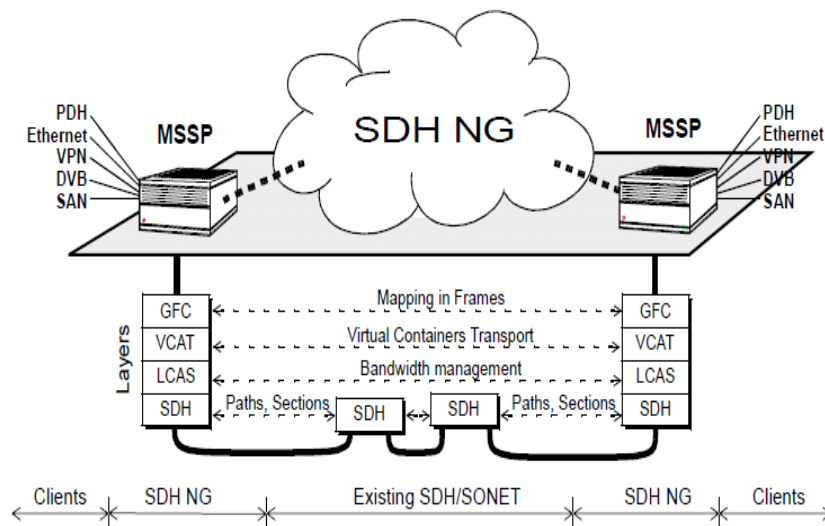 SDH NG
MSSP
MSSP
PDH
Ethernet
VPN
DVB
SAN
PDH
Ethernet
VPN
DVB
SAN
Layers
GFC
Mapping in Frames
GFC
VCAT
Virtual Containers Transport
VCAT
LCAS
Bandwidth management
LCAS
SDH
Paths, Sections
SDH
SDH
Paths, Sections
SDH
Clients
SDH NG
Existing SDH/SONET
SDH NG
Clients